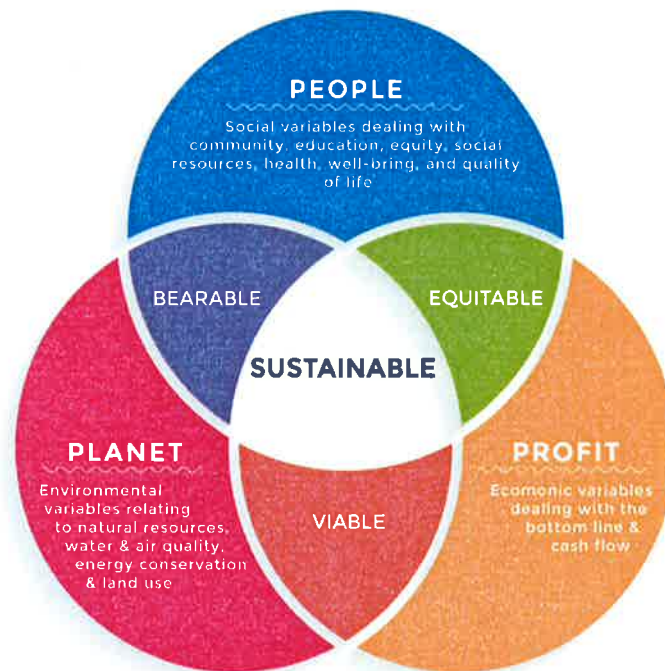 PEOPLE
Social variables dealing with
community, education, equity, social
resources, health, well-bring, and quality
of life
BEARABLE
EQUITABLE
SUSTAINABLE
PLANET
Environmental
variables relating
to natural resources,
water & air quality,
energy conservation
& land use
PROFIT
Ecomonic variables
dealing with the
bottom line &
cash flow
VIABLE